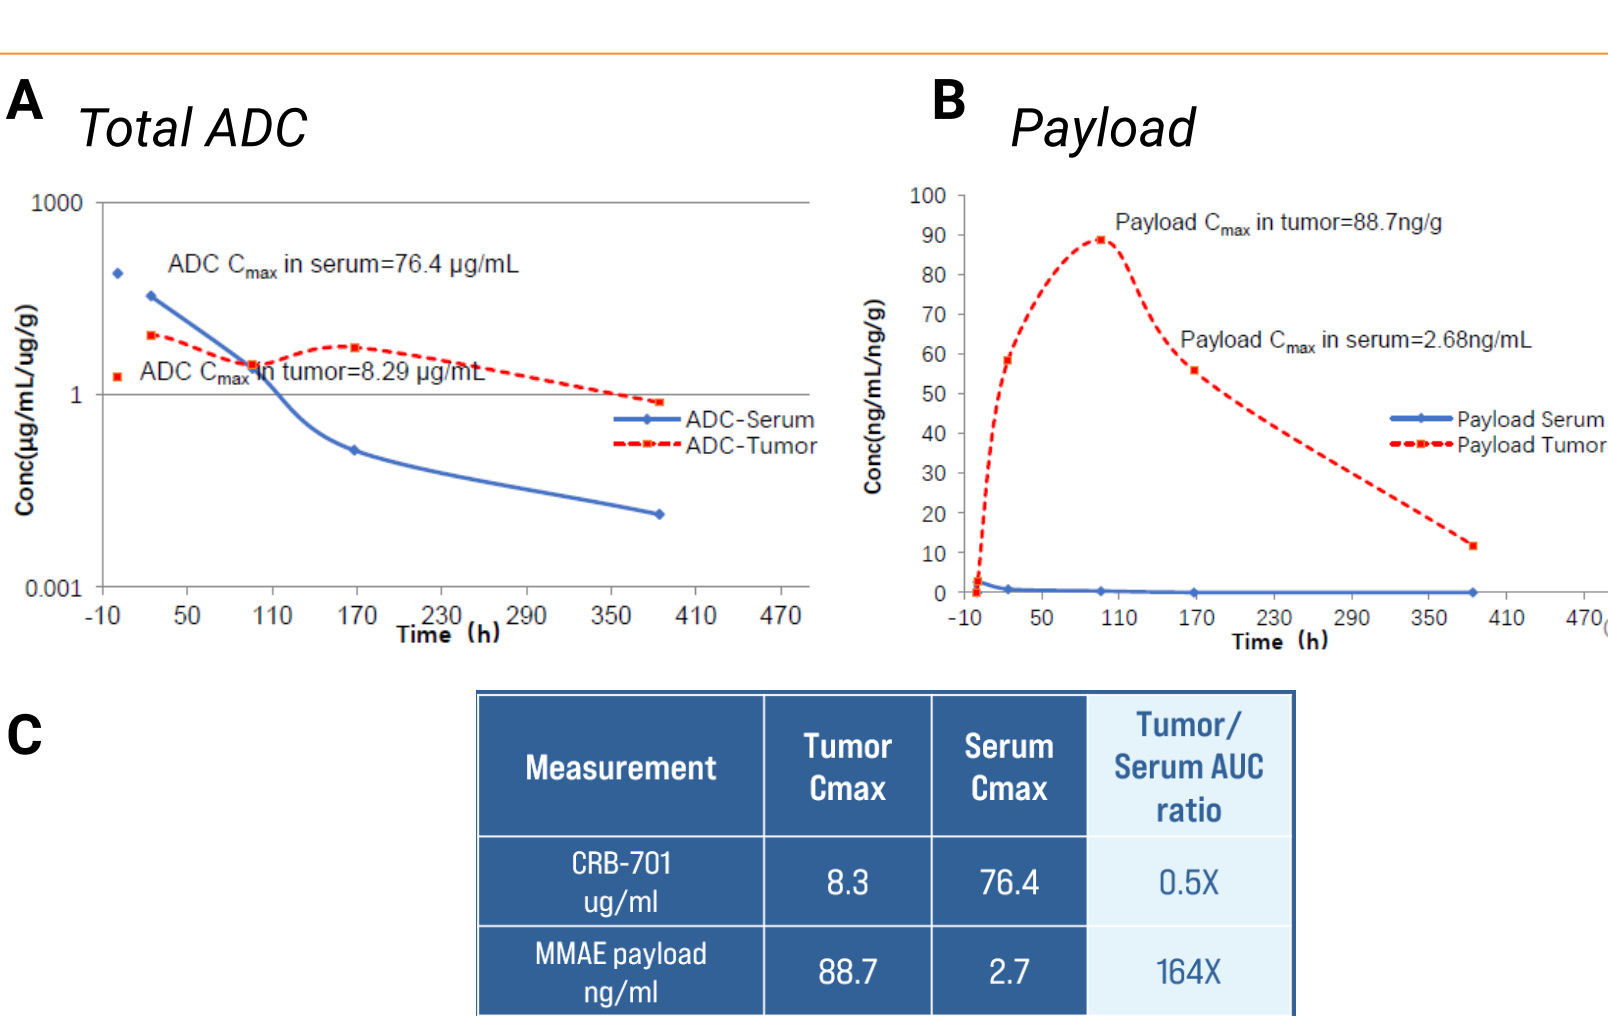 A
Total ADC
1000
1
0.001
Conc(µg/mL/ug/g)
ADC Cmax in serum=76.4 µg/mL
ADC Cmax in tumor=8.29 µg/mL
ADC-Serum
ADC-Tumor
-10 50 110 170 230 290 350 410 470
Time (h)
B
Payload
100
90
80
70
60
50
40
30
20
10
0
Conc(ng/mL/ng/g)
Payload Cmax in tumor=88.7ng/g
Payload Cmax in serum=2.68ng/mL
Payload Serum
Payload Tumor
-10 50 110 170 230 290 350 410 470
Time (h)
C
Measurement
Tumor
Cmax
Serum
Cmax
Tumor/
Serum AUC
ratio
CRB-701
ug/ml
8.3
76.4
0.5X
MMAE payload
ng/ml
88.7
2.7
164X